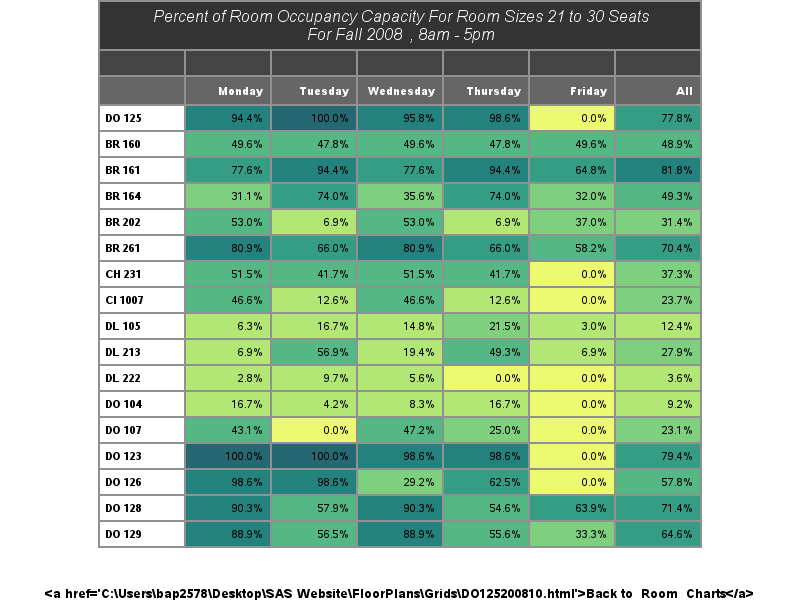 Percent of Room Occupancy Capacity For Room Sizes 21 to 30 Seats
For Fall 2008 , 8am - 5pm
Monday Tuesday Wednesday Thursday Friday All
DO 125 94.4% 100.0% 95.8% 98.6% 0.0% 77.8%
BR 160 49.6% 47.8% 49.6% 47.8% 49.6% 48.9%
BR 161 77.6% 94.4% 77.6% 94.4% 64.8% 81.8%
BR 164 31.1% 74.0% 35.6% 74.0% 32.0% 49.3%
BR 202 53.0% 6.9% 53.0% 6.9% 37.0% 31.4%
BR 261 80.9% 66.0% 80.9% 66.0% 58.2% 70.4%
CH 231 51.5% 41.7% 51.5% 41.7% 0.0% 37.3%
CI 1007 46.6% 12.6% 46.6% 12.6% 0.0% 23.7%
DL 105 6.3% 16.7% 14.8% 21.5% 3.0% 12.4%
DL 213 6.9% 56.9% 19.4% 49.3% 6.9% 27.9%
DL 222 2.8% 9.7% 5.6% 0.0% 0.0% 3.6%
DO 104 16.7% 4.2% 8.3% 16.7% 0.0% 9.2%
DO 107 43.1% 0.0% 47.2% 25.0% 0.0% 23.1%
DO 123 100.0% 100.0% 98.6% 98.6% 0.0% 79.4%
DO 126 98.6% 98.6% 29.2% 62.5% 0.0% 57.8%
DO 128 90.3% 57.9% 90.3% 54.6% 63.9% 71.4%
DO 129 88.9% 56.5% 88.9% 55.6% 33.3% 64.6%
<a href='C:\Users\bap2578\Desktop\SAS Website\FloorPlans\Grids\DO125200810.html'>Back to Room Charts</a>